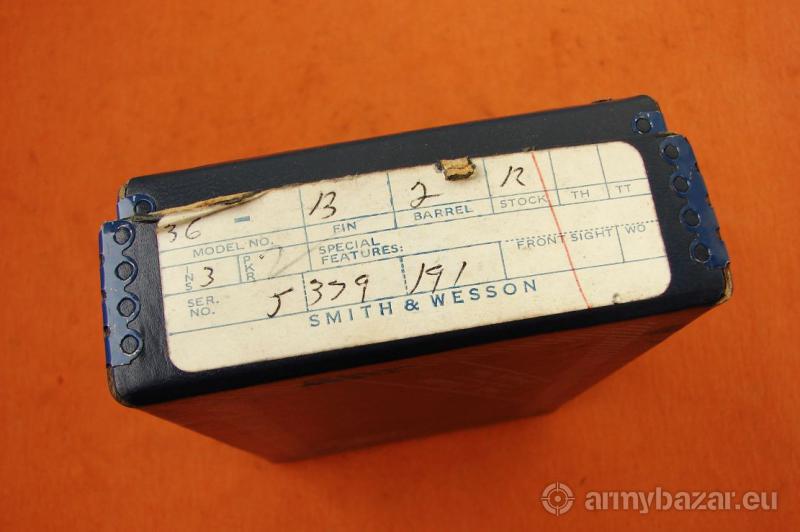 36 - B 2 R
MODEL NO. FIN BARREL STOCK TH TT
INS 3 PKR SPECIAL FEATURES: FRONT SIGHT WO
SER. NO. J 339 191
SMITH & WESSON
armybazar.eu